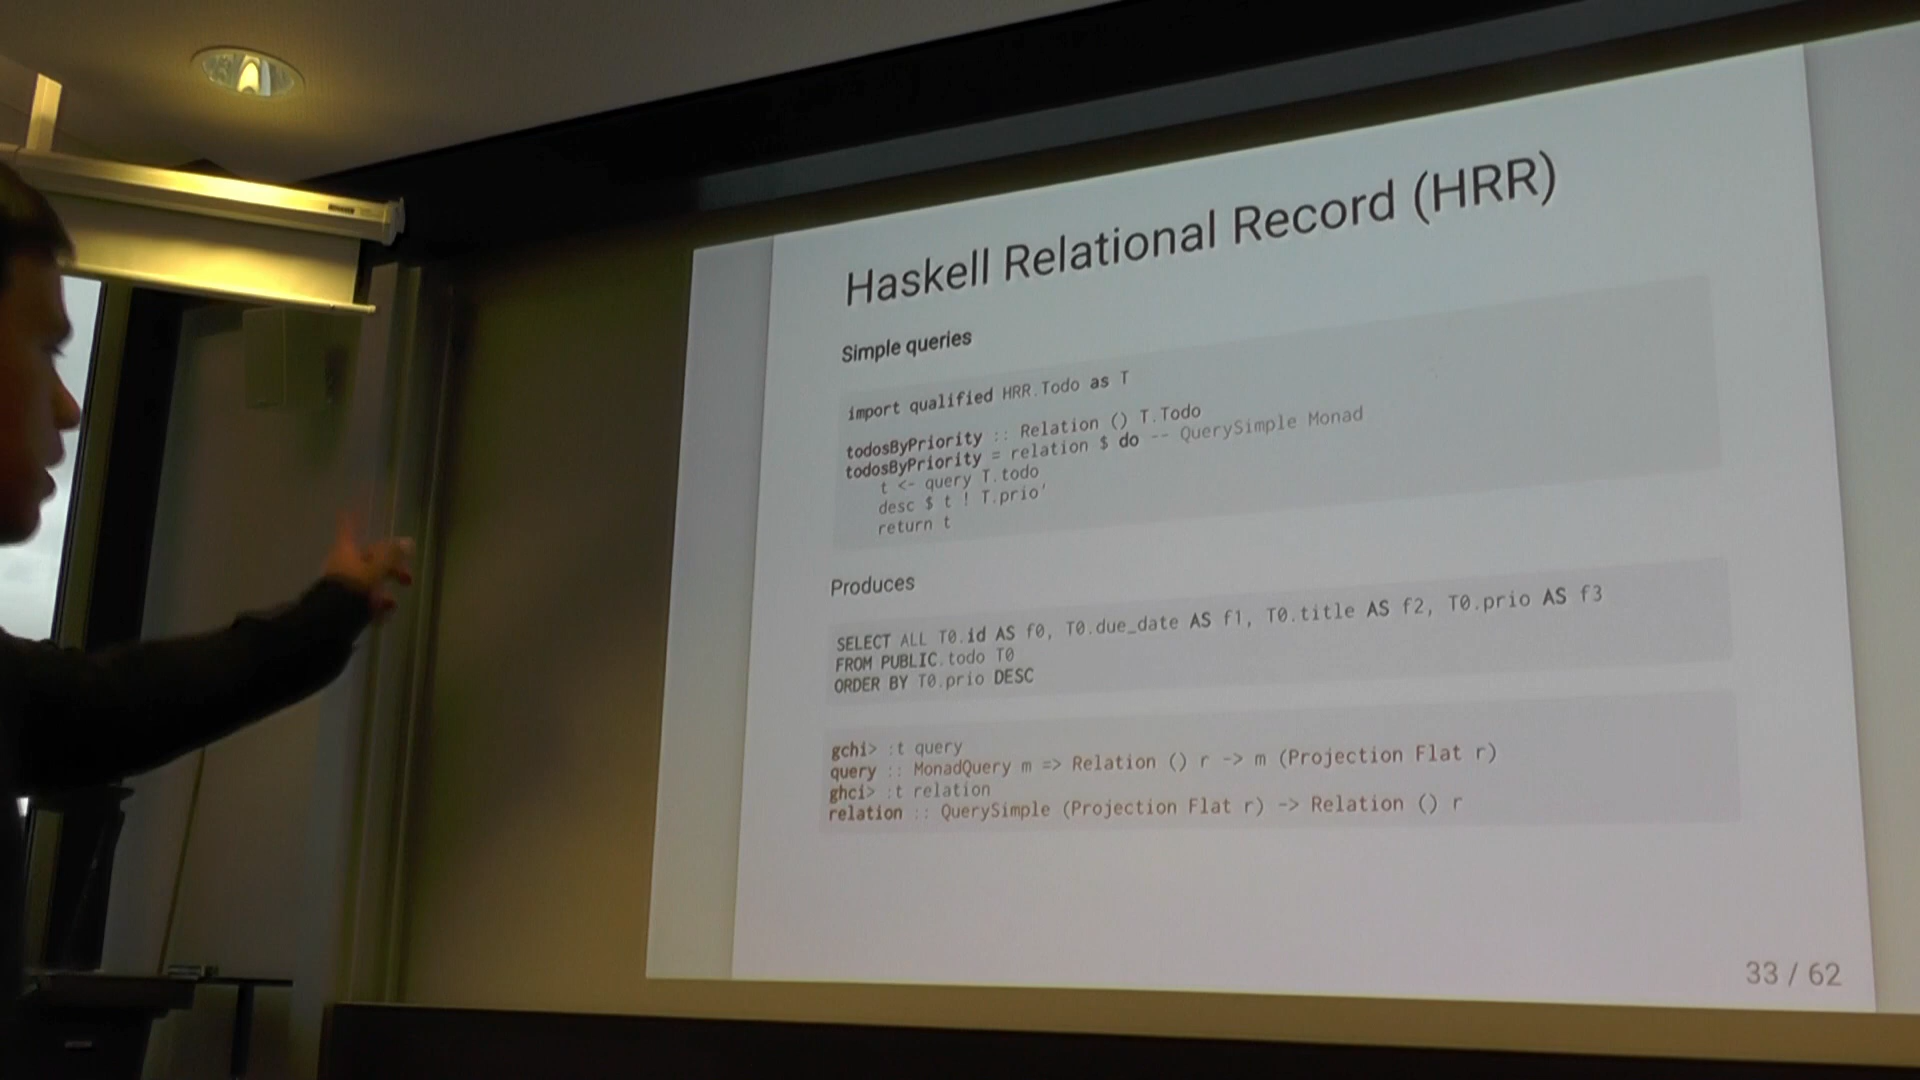 Haskell Relational Record (HRR)
Simple queries
import qualified HRR.Todo as T
todosByPriority :: Relation () T.Todo
todosByPriority = relation $ do -- QuerySimple Monad
t <- query T.todo
desc $ t ! T.prio'
return t
Produces
SELECT ALL T0.id AS f0, T0.due_date AS f1, T0.title AS f2, T0.prio AS f3
FROM PUBLIC.todo T0
ORDER BY T0.prio DESC
gchi> :t query
query :: MonadQuery m => Relation () r -> m (Projection Flat r)
ghci> :t relation
relation :: QuerySimple (Projection Flat r) -> Relation () r
33 / 62